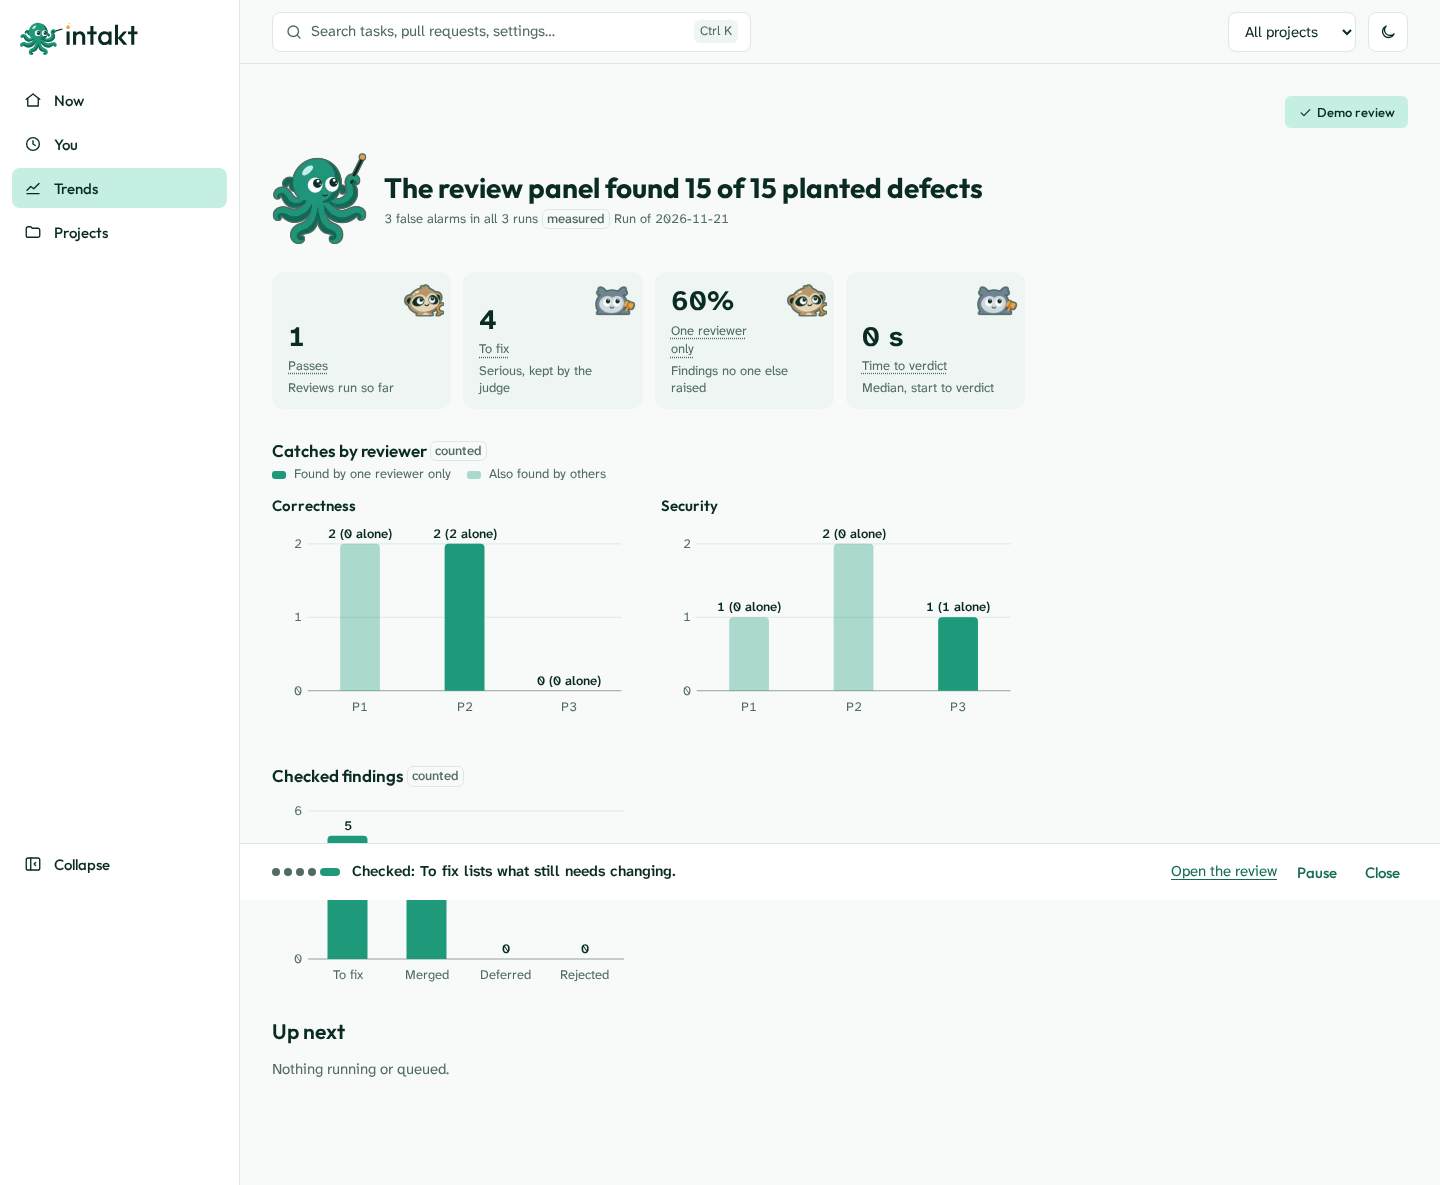 intakt
Search tasks, pull requests, settings...
Ctrl K
All projects
Now
You
Trends
Projects
Collapse
Demo review
The review panel found 15 of 15 planted defects
3 false alarms in all 3 runs measured Run of 2026-11-21
1
Passes
Reviews run so far
4
To fix
Serious, kept by the
judge
60%
One reviewer
only
Findings no one else
raised
0 s
Time to verdict
Median, start to verdict
Catches by reviewer counted
Found by one reviewer only
Also found by others
Correctness
2 (0 alone)
2 (2 alone)
0 (0 alone)
2
1
0
P1
P2
P3
Security
2 (0 alone)
1 (0 alone)
1 (1 alone)
2
1
0
P1
P2
P3
Checked findings counted
6
5
Checked: To fix lists what still needs changing.
Open the review
Pause
Close
0
0
0
To fix
Merged
Deferred
Rejected
Up next
Nothing running or queued.